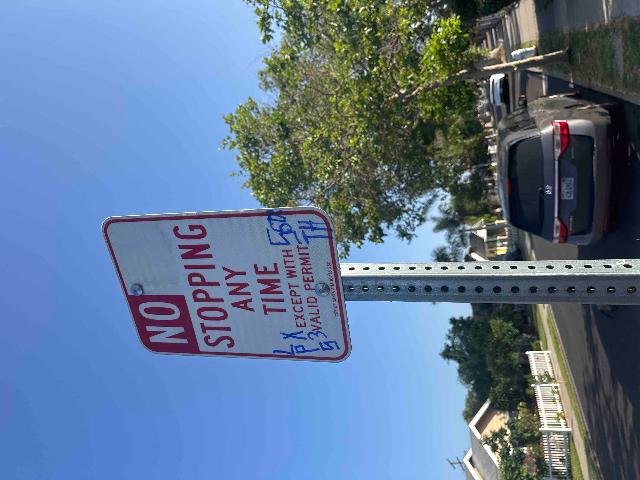 NO
STOPPING
ANY
TIME
EXCEPT WITH
VALID PERMIT